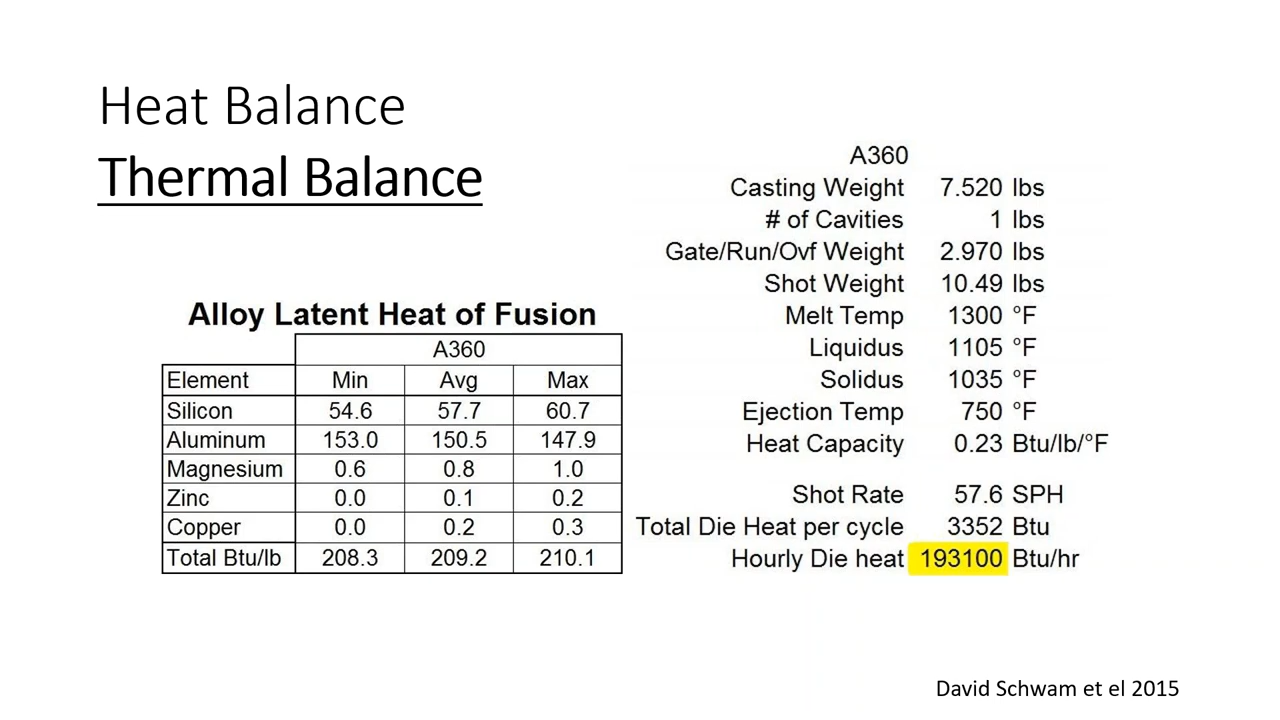 Heat Balance
Thermal Balance
Alloy Latent Heat of Fusion
A360
Element Min Avg Max
Silicon 54.6 57.7 60.7
Aluminum 153.0 150.5 147.9
Magnesium 0.6 0.8 1.0
Zinc 0.0 0.1 0.2
Copper 0.0 0.2 0.3
Total Btu/lb 208.3 209.2 210.1
A360
Casting Weight 7.520 lbs
# of Cavities 1 lbs
Gate/Run/Ovf Weight 2.970 lbs
Shot Weight 10.49 lbs
Melt Temp 1300 °F
Liquidus 1105 °F
Solidus 1035 °F
Ejection Temp 750 °F
Heat Capacity 0.23 Btu/lb/°F
Shot Rate 57.6 SPH
Total Die Heat per cycle 3352 Btu
Hourly Die heat 193100 Btu/hr
David Schwam et el 2015